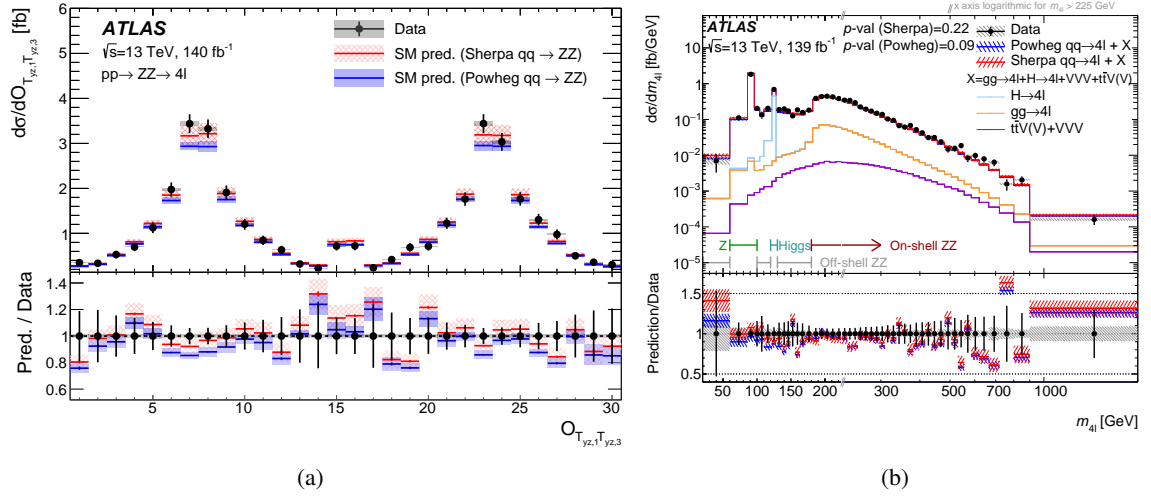 ATLAS
√s=13 TeV, 140 fb⁻¹
pp→ ZZ→ 4l
Data
SM pred. (Sherpa qq → ZZ)
SM pred. (Powheg qq → ZZ)
dσ/dO_{T_{yz,1}T_{yz,3}} [fb]
6
5
4
3
2
1
Pred. / Data
1.4
1.2
1
0.8
0.6
5 10 15 20 25 30
O_{T_{yz,1}T_{yz,3}}
(a)
x axis logarithmic for m_{4l} > 225 GeV
ATLAS
√s=13 TeV, 139 fb⁻¹
p-val (Sherpa)=0.22
p-val (Powheg)=0.09
Data
Powheg qq→4l + X
Sherpa qq→4l + X
X=gg→4l+H→4l+VVV+tt̄V(V)
H→4l
gg→4l
tt̄V(V)+VVV
dσ/dm_{4l} [fb/GeV]
10²
10
1
10⁻¹
10⁻²
10⁻³
10⁻⁴
10⁻⁵
Z
Higgs
On-shell ZZ
Off-shell ZZ
Prediction/Data
1.5
1
0.5
50 100 150 200 300 400 500 600 700 1000
m_{4l} [GeV]
(b)